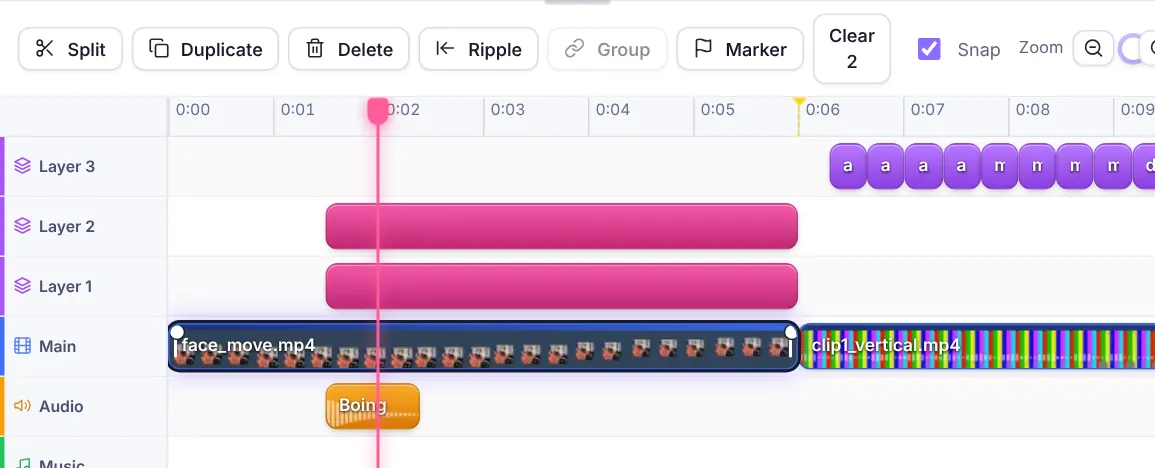 Split Duplicate Delete Ripple Group Marker Clear 2 Snap Zoom
0:00 0:01 0:02 0:03 0:04 0:05 0:06 0:07 0:08 0:09
Layer 3 a a a a m m m m d
Layer 2
Layer 1
Main face_move.mp4 clip1_vertical.mp4
Audio Boing
Music